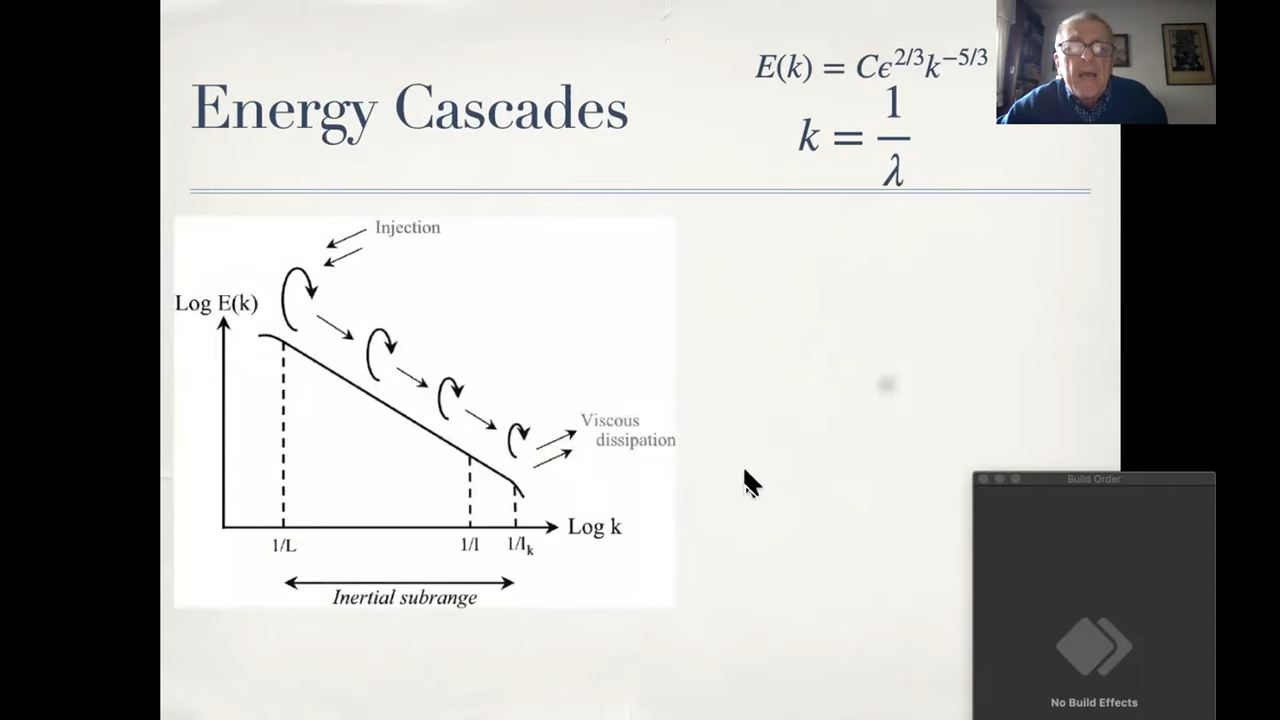 Energy Cascades
E(k) = Cϵ^{2/3}k^{-5/3}
k = 1/λ
Injection
Log E(k)
Viscous
dissipation
Log k
1/L
1/l
1/l_k
Inertial subrange
Build Order
No Build Effects